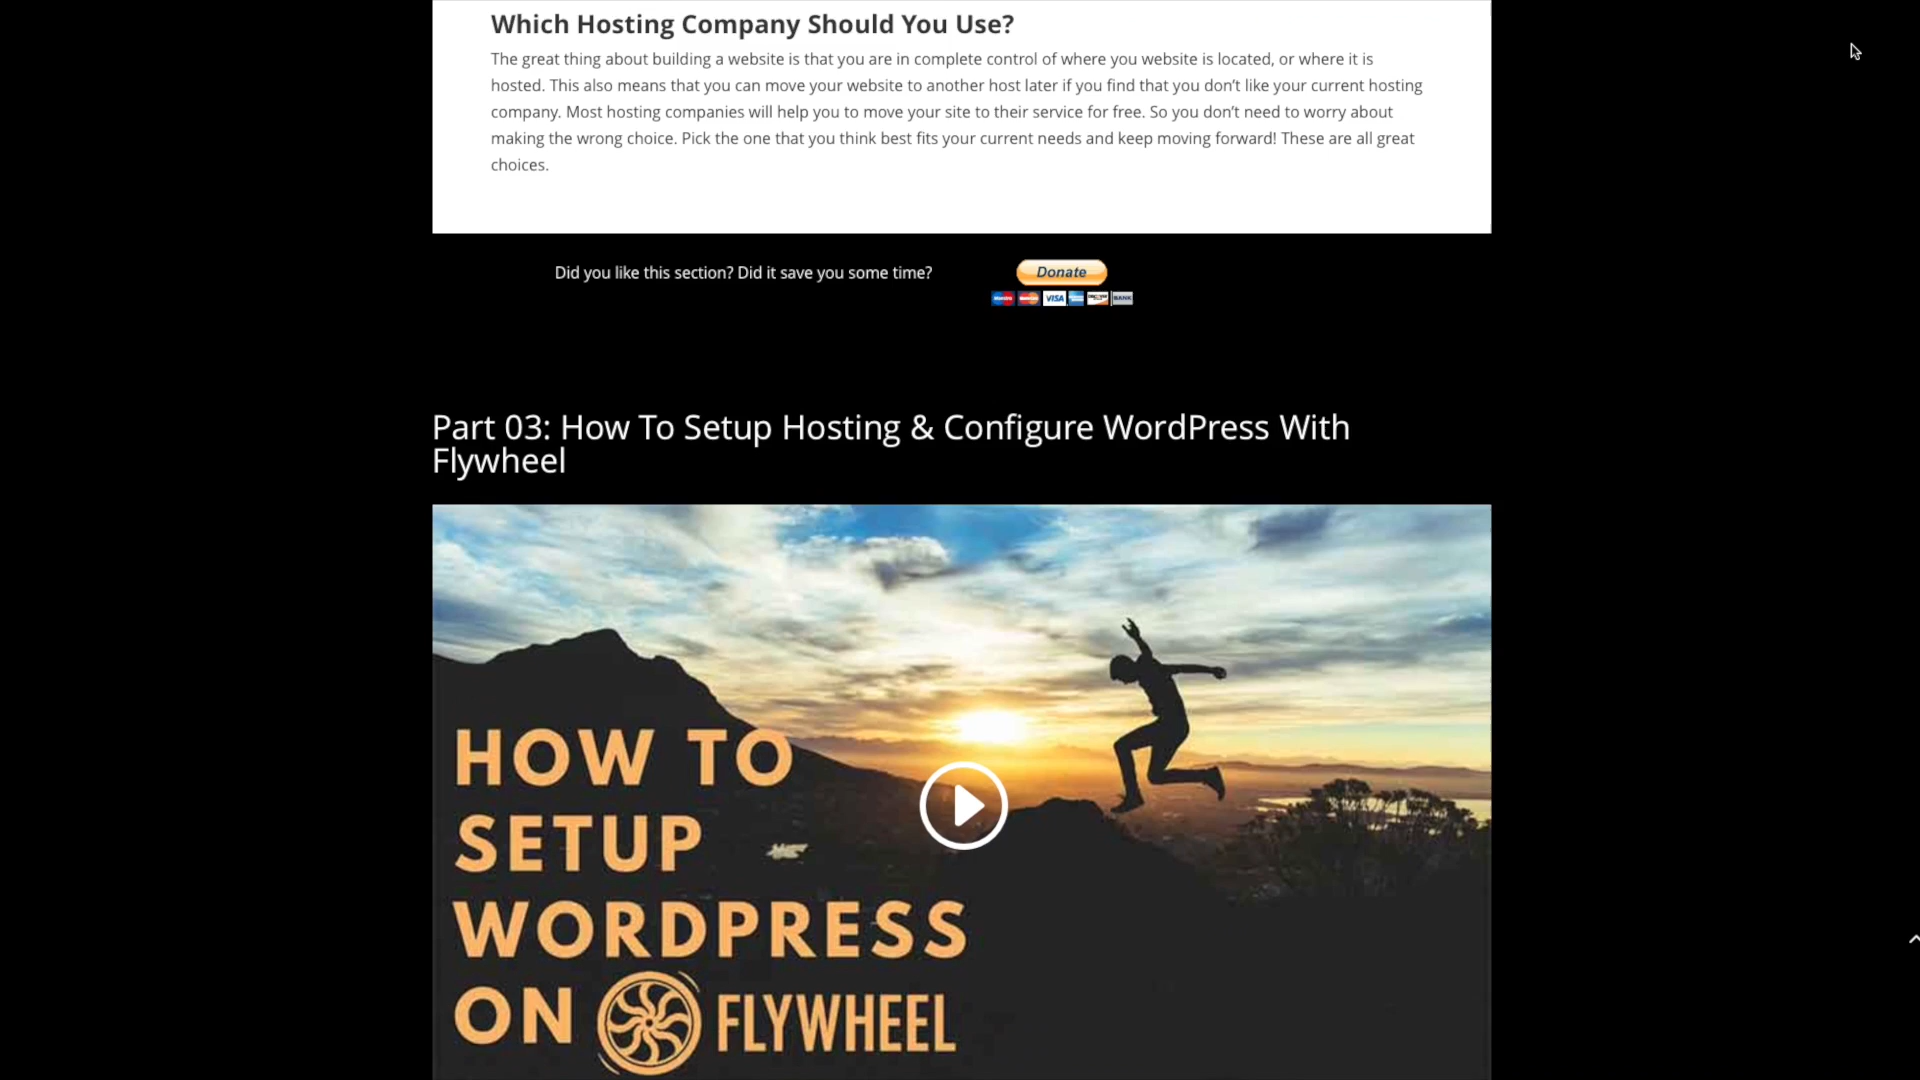 Which Hosting Company Should You Use?
The great thing about building a website is that you are in complete control of where you website is located, or where it is
hosted. This also means that you can move your website to another host later if you find that you don’t like your current hosting
company. Most hosting companies will help you to move your site to their service for free. So you don’t need to worry about
making the wrong choice. Pick the one that you think best fits your current needs and keep moving forward! These are all great
choices.
Did you like this section? Did it save you some time?
Donate
VISA
BANK
Part 03: How To Setup Hosting & Configure WordPress With
Flywheel
HOW TO
SETUP
WORDPRESS
ON FLYWHEEL